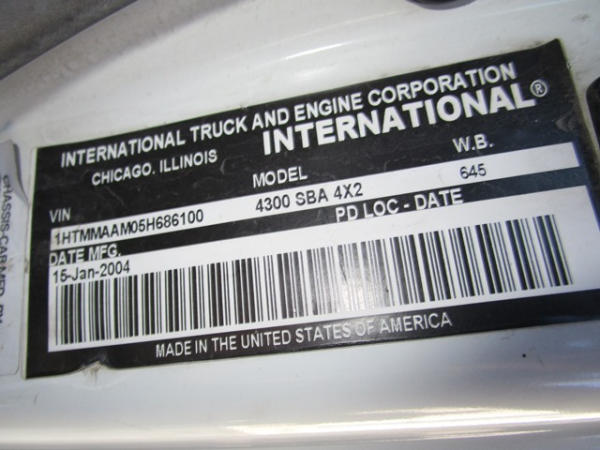 INTERNATIONAL TRUCK AND ENGINE CORPORATION
CHICAGO. ILLINOIS INTERNATIONAL®
VIN MODEL W.B.
1HTMMAAM05H686100 4300 SBA 4X2 645
DATE MFG. PD LOC - DATE
15-Jan-2004
MADE IN THE UNITED STATES OF AMERICA